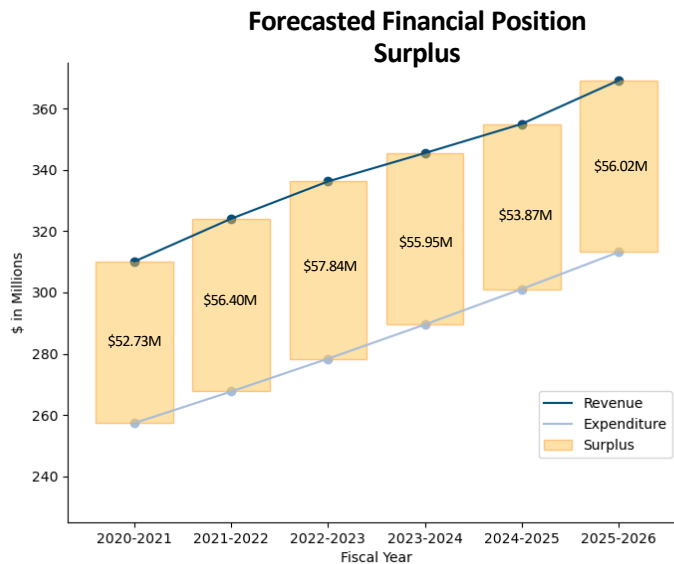 Forecasted Financial Position
Surplus
$ in Millions
360
340
320
300
280
260
240
$52.73M
$56.40M
$57.84M
$55.95M
$53.87M
$56.02M
Revenue
Expenditure
Surplus
2020-2021
2021-2022
2022-2023
2023-2024
2024-2025
2025-2026
Fiscal Year